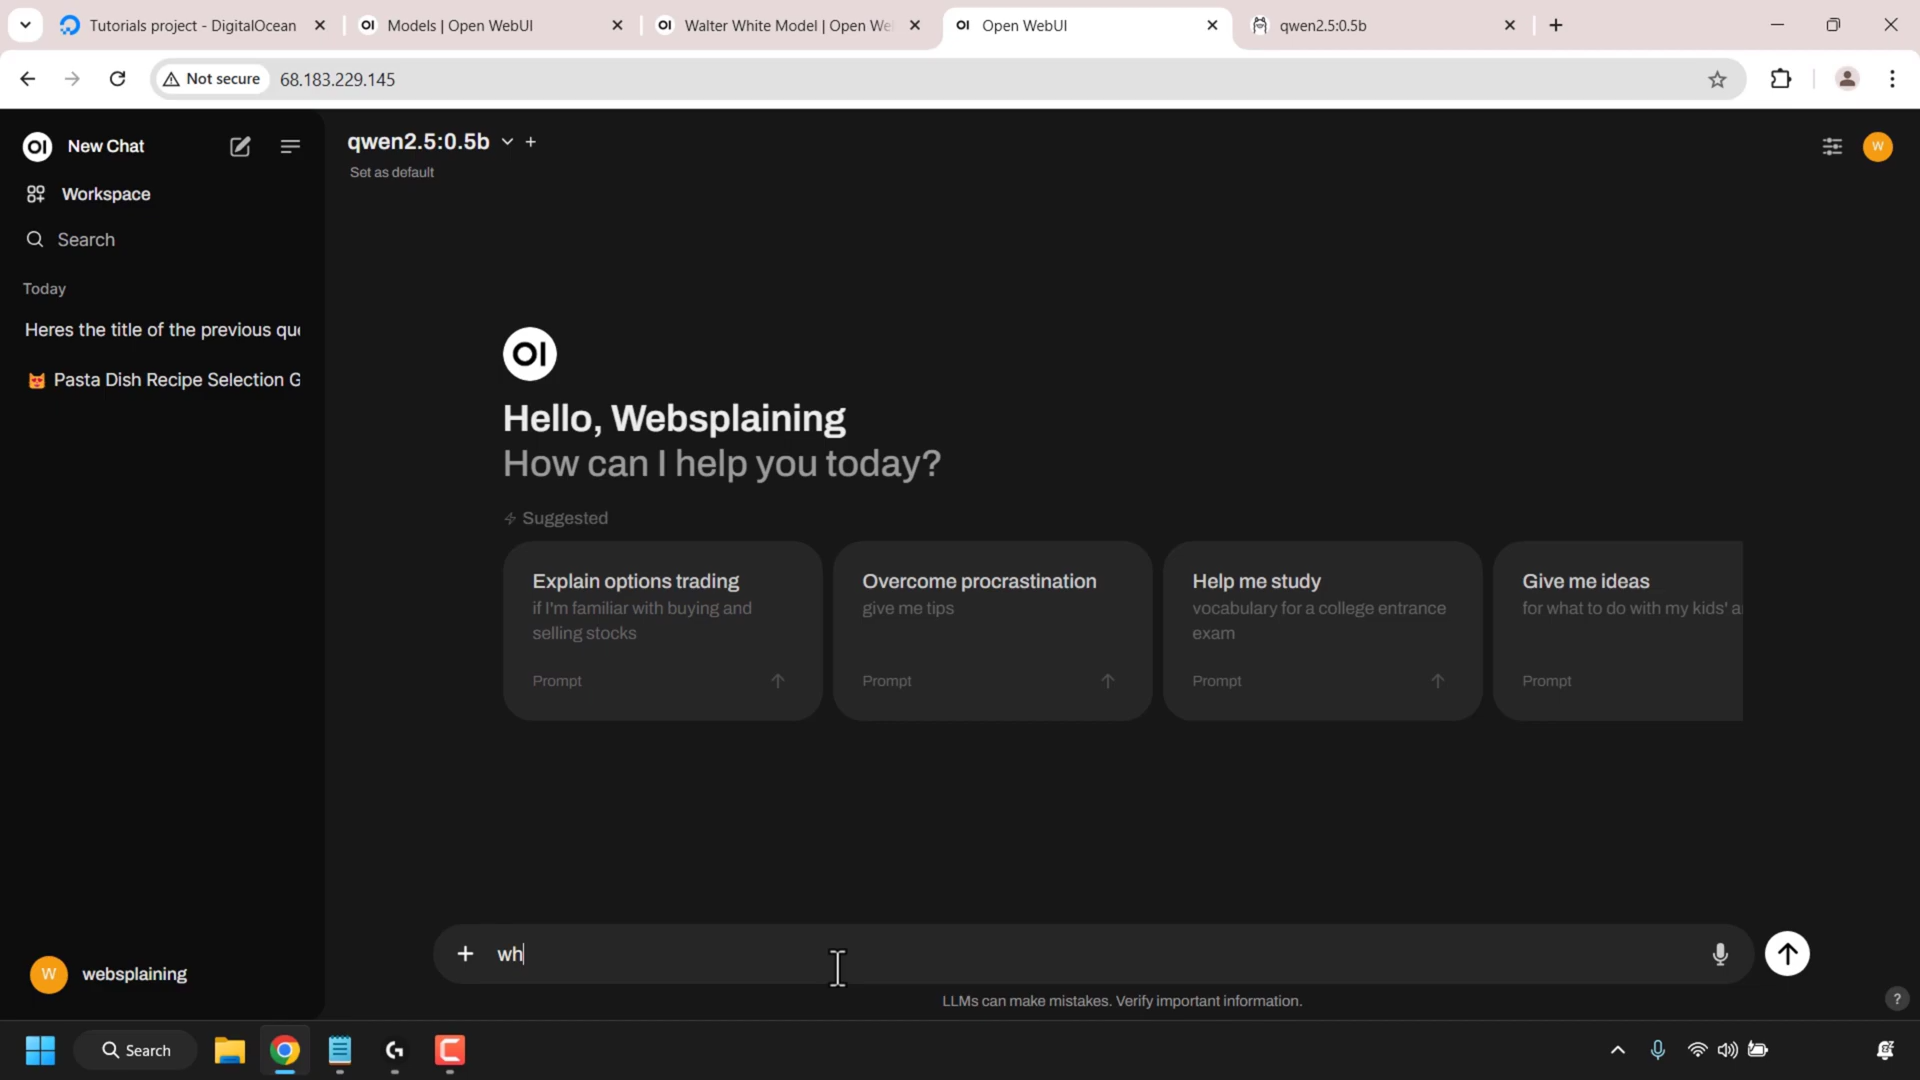 Tutorials project - DigitalOcean
Models | Open WebUI
Walter White Model | Open We
Open WebUI
qwen2.5:0.5b
Not secure
68.183.229.145
OI
New Chat
qwen2.5:0.5b
W
Set as default
Workspace
Search
Today
Heres the title of the previous que
Pasta Dish Recipe Selection G
OI
Hello, Websplaining
How can I help you today?
Suggested
Explain options trading
if I'm familiar with buying and
selling stocks
Prompt
Overcome procrastination
give me tips
Prompt
Help me study
vocabulary for a college entrance
exam
Prompt
Give me ideas
for what to do with my kids' a
Prompt
wh
W
websplaining
LLMs can make mistakes. Verify important information.
?
Search